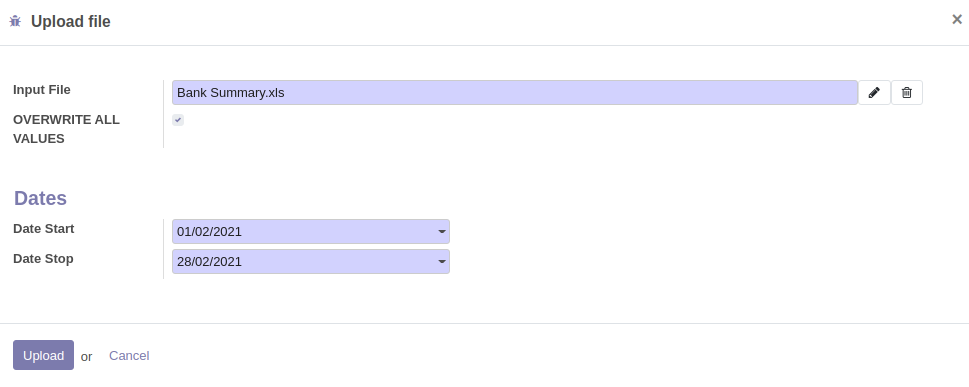 Upload file
×
Input File
Bank Summary.xls
OVERWRITE ALL
VALUES
Dates
Date Start
01/02/2021
Date Stop
28/02/2021
Upload or Cancel